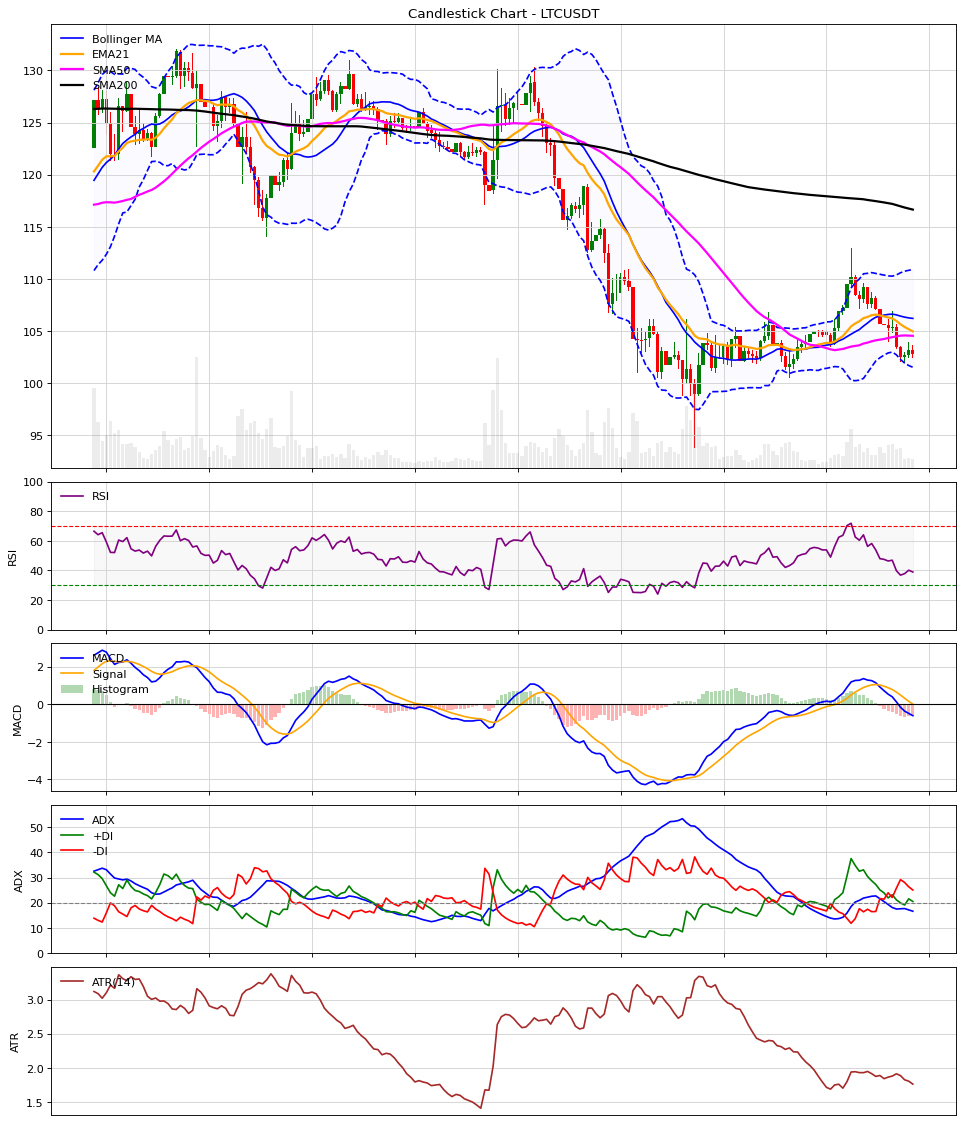 Candlestick Chart - LTCUSDT
Bollinger MA
EMA21
SMA50
SMA200
130
125
120
115
110
105
100
95
RSI
RSI
100
80
60
40
20
0
MACD
Signal
Histogram
MACD
2
0
−2
−4
ADX
+DI
-DI
ADX
50
40
30
20
10
0
ATR(14)
ATR
3.0
2.5
2.0
1.5